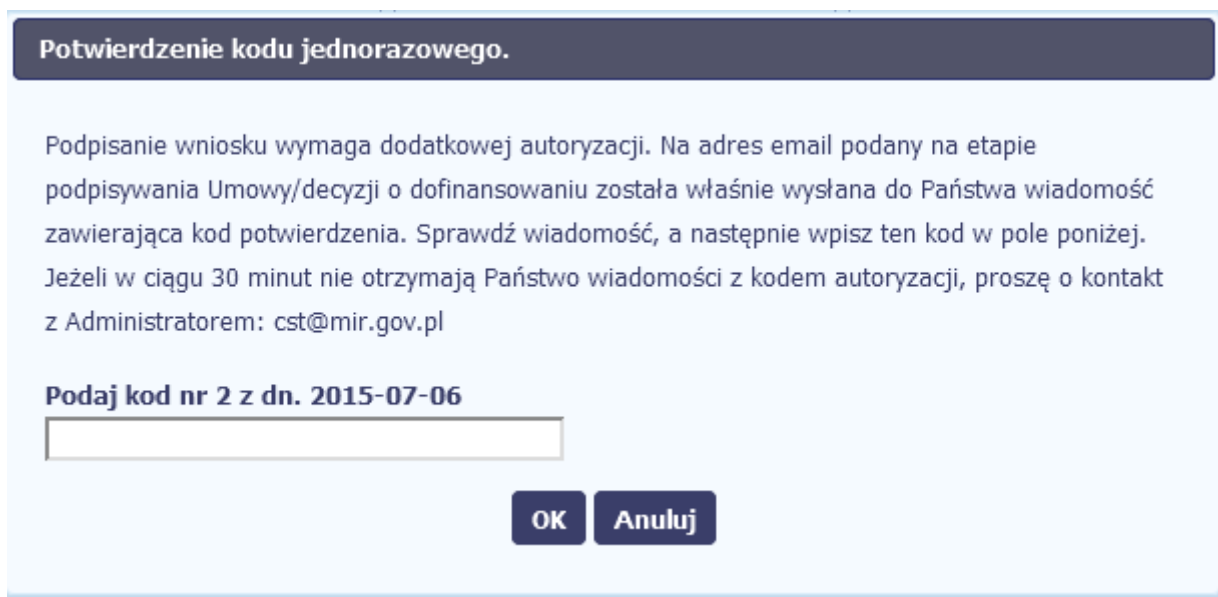 Potwierdzenie kodu jednorazowego.
Podpisanie wniosku wymaga dodatkowej autoryzacji. Na adres email podany na etapie
podpisywania Umowy/decyzji o dofinansowaniu została właśnie wysłana do Państwa wiadomość
zawierająca kod potwierdzenia. Sprawdź wiadomość, a następnie wpisz ten kod w pole poniżej.
Jeżeli w ciągu 30 minut nie otrzymają Państwo wiadomości z kodem autoryzacji, proszę o kontakt
z Administratorem: cst@mir.gov.pl
Podaj kod nr 2 z dn. 2015-07-06
OK Anuluj